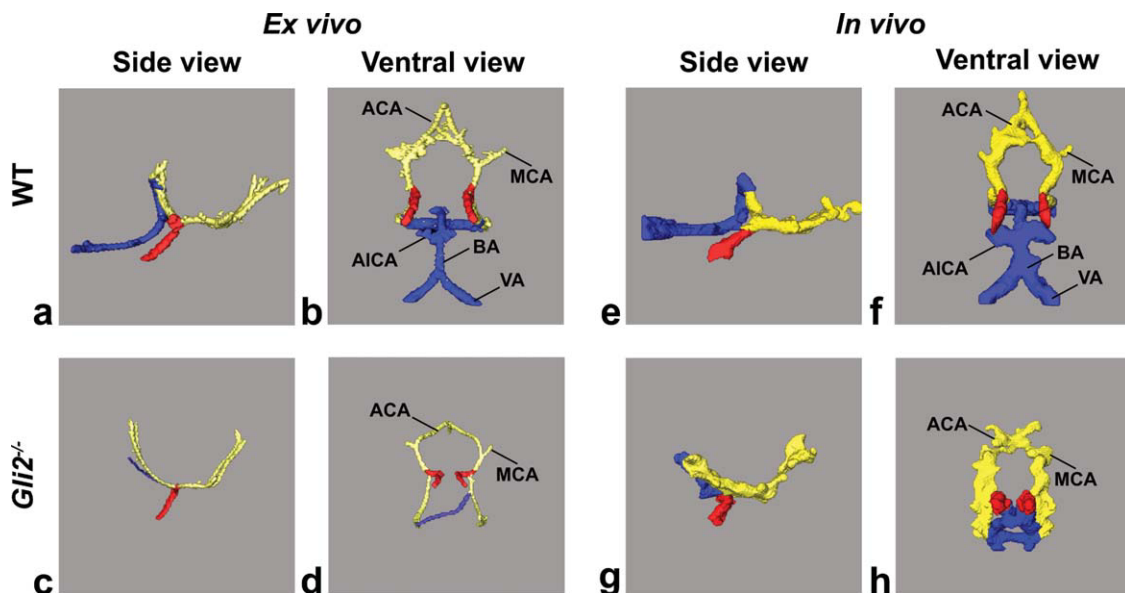 Ex vivo
In vivo
Side view
Ventral view
Side view
Ventral view
WT
ACA
MCA
AICA
BA
VA
a
b
ACA
MCA
AICA
BA
VA
e
f
Gli2-/-
ACA
MCA
c
d
ACA
MCA
g
h